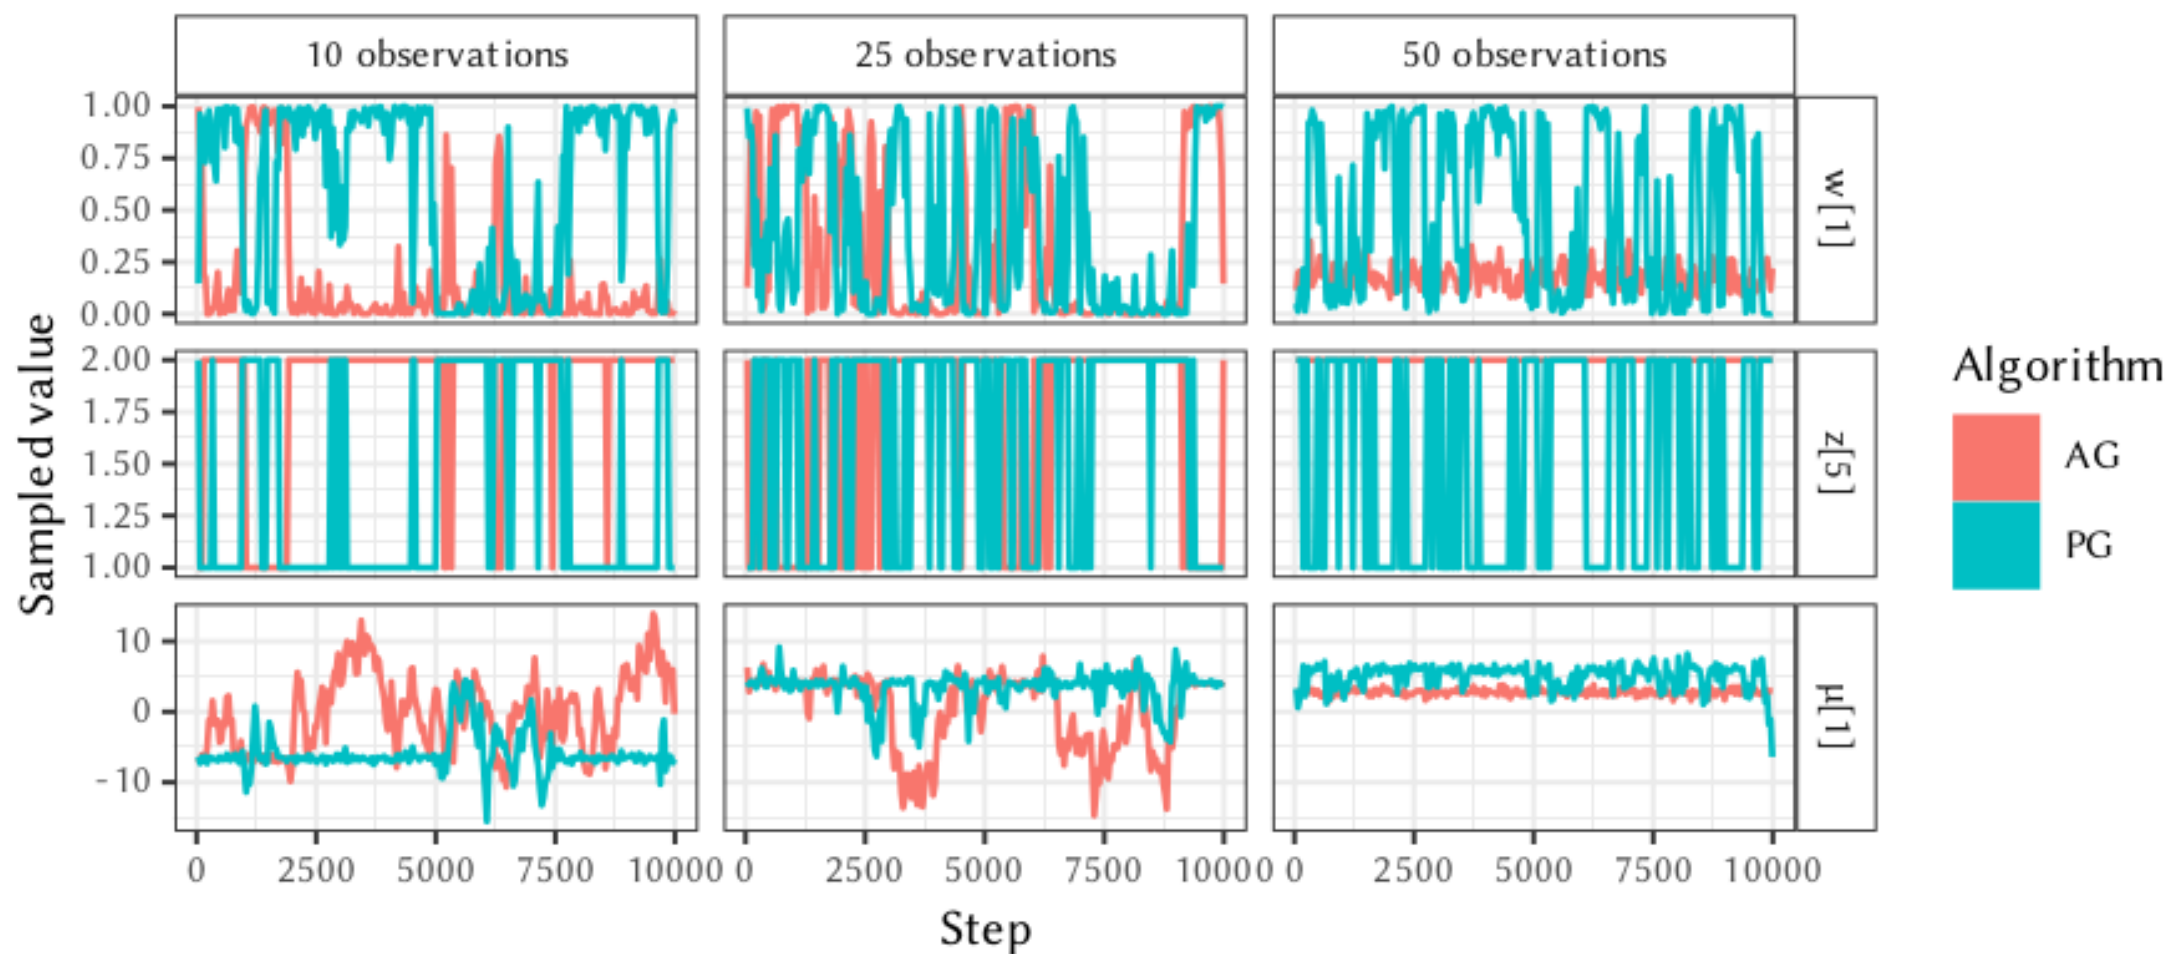 10 observations 25 observations 50 observations
1.00
0.75
0.50
0.25
0.00
w[1]
2.00
1.75
1.50
1.25
1.00
z[5]
10
0
-10
μ[1]
0 2500 5000 7500 10000 0 2500 5000 7500 10000 0 2500 5000 7500 10000
Step
Sampled value
Algorithm
AG
PG